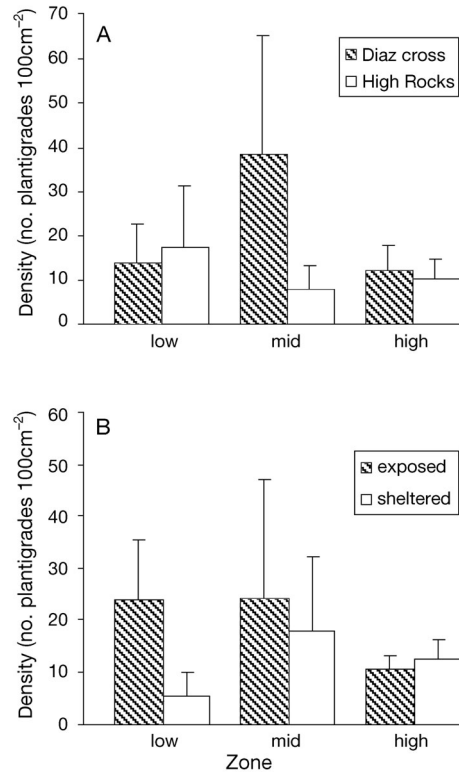 A
Density (no. plantigrades 100cm⁻²)
70
60
50
40
30
20
10
0
Diaz cross
High Rocks
low mid high
B
Density (no. plantigrades 100cm⁻²)
60
50
40
30
20
10
0
exposed
sheltered
low mid high
Zone